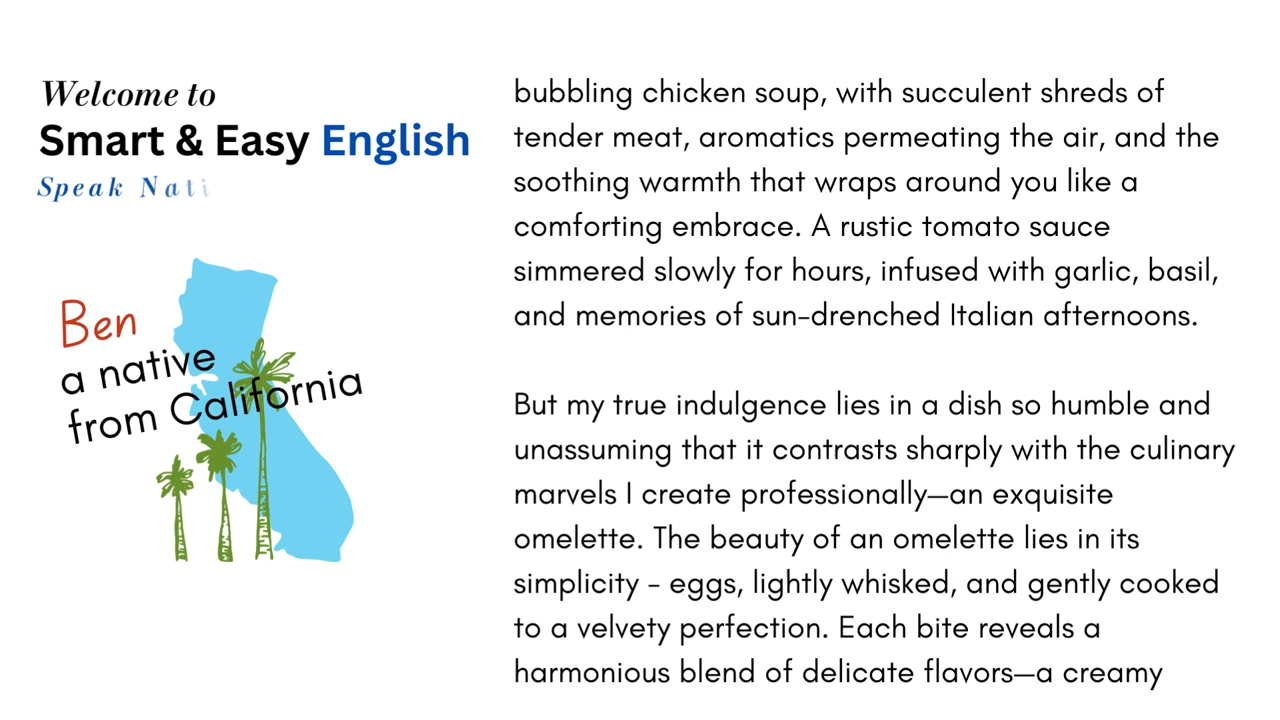 Welcome to
Smart & Easy English
Speak Nati
Ben
a native
from California
bubbling chicken soup, with succulent shreds of
tender meat, aromatics permeating the air, and the
soothing warmth that wraps around you like a
comforting embrace. A rustic tomato sauce
simmered slowly for hours, infused with garlic, basil,
and memories of sun-drenched Italian afternoons.
But my true indulgence lies in a dish so humble and
unassuming that it contrasts sharply with the culinary
marvels I create professionally—an exquisite
omelette. The beauty of an omelette lies in its
simplicity - eggs, lightly whisked, and gently cooked
to a velvety perfection. Each bite reveals a
harmonious blend of delicate flavors—a creamy